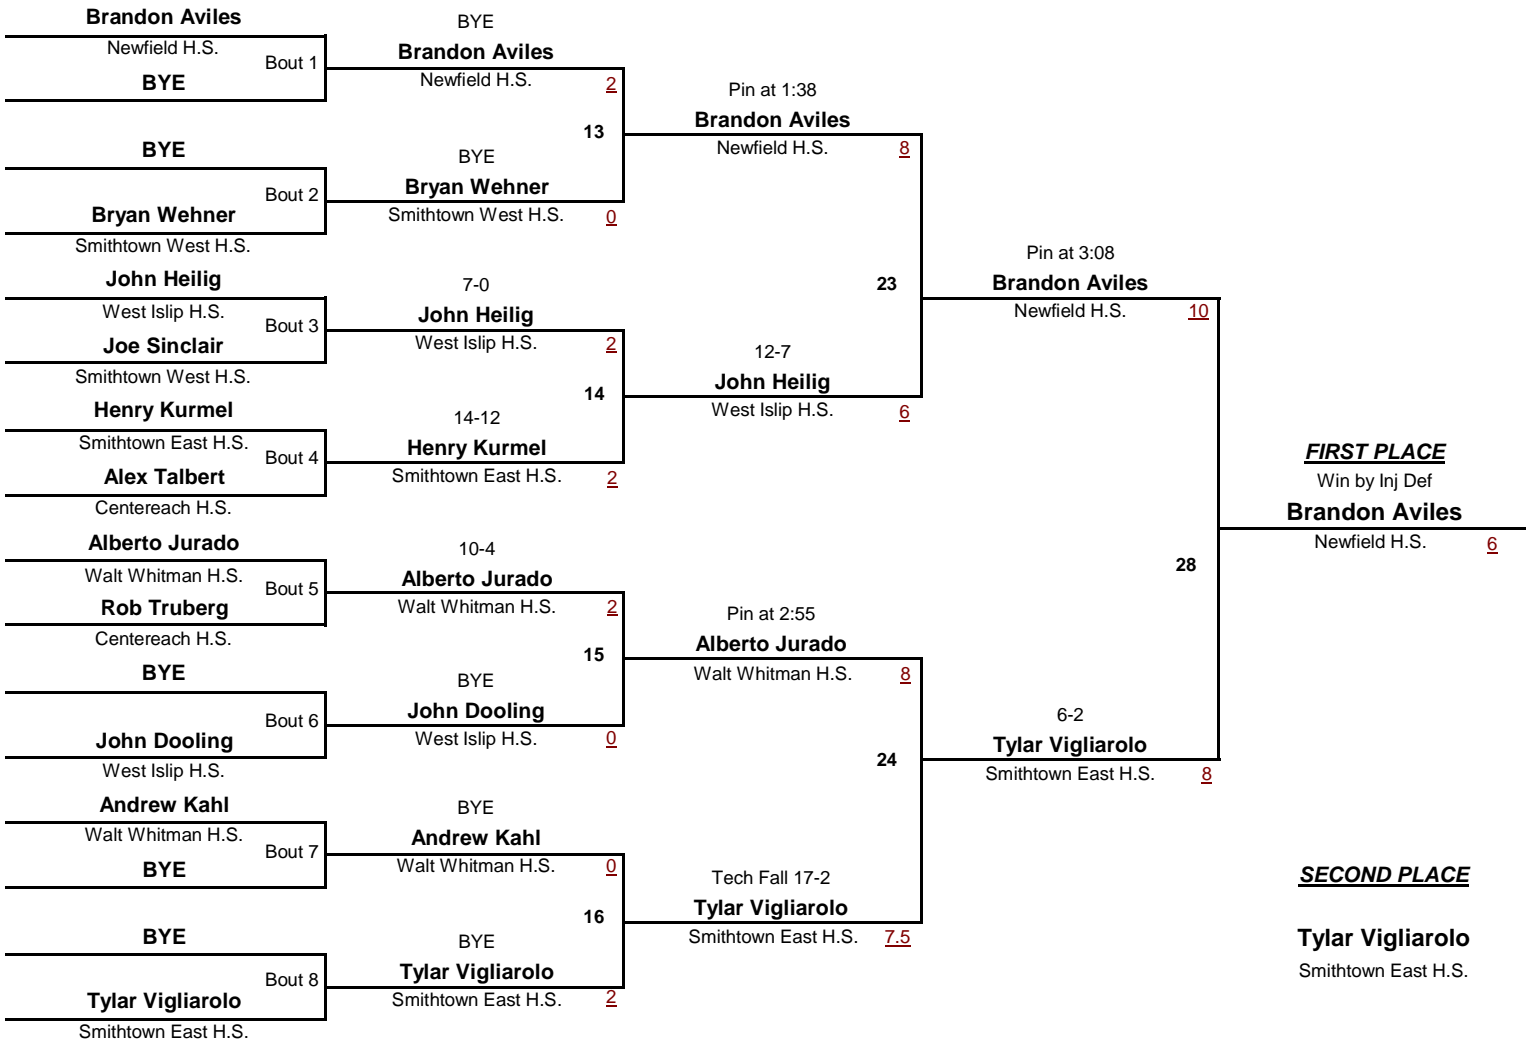 Brandon Aviles
Newfield H.S.
Bout 1
BYE
BYE
Bout 2
Bryan Wehner
Smithtown West H.S.
John Heilig
West Islip H.S.
Bout 3
Joe Sinclair
Smithtown West H.S.
Henry Kurmel
Smithtown East H.S.
Bout 4
Alex Talbert
Centereach H.S.
Alberto Jurado
Walt Whitman H.S.
Bout 5
Rob Truberg
Centereach H.S.
BYE
Bout 6
John Dooling
West Islip H.S.
Andrew Kahl
Walt Whitman H.S.
Bout 7
BYE
BYE
Bout 8
Tylar Vigliarolo
Smithtown East H.S.
BYE
Brandon Aviles
Newfield H.S. 2
13
BYE
Bryan Wehner
Smithtown West H.S. 0
7-0
John Heilig
West Islip H.S. 2
14
14-12
Henry Kurmel
Smithtown East H.S. 2
10-4
Alberto Jurado
Walt Whitman H.S. 2
15
BYE
John Dooling
West Islip H.S. 0
BYE
Andrew Kahl
Walt Whitman H.S. 0
16
BYE
Tylar Vigliarolo
Smithtown East H.S. 2
Pin at 1:38
Brandon Aviles
Newfield H.S. 8
23
12-7
John Heilig
West Islip H.S. 6
Pin at 2:55
Alberto Jurado
Walt Whitman H.S. 8
24
Tech Fall 17-2
Tylar Vigliarolo
Smithtown East H.S. 7.5
Pin at 3:08
Brandon Aviles
Newfield H.S. 10
28
6-2
Tylar Vigliarolo
Smithtown East H.S. 8
FIRST PLACE
Win by Inj Def
Brandon Aviles
Newfield H.S. 6
SECOND PLACE
Tylar Vigliarolo
Smithtown East H.S.